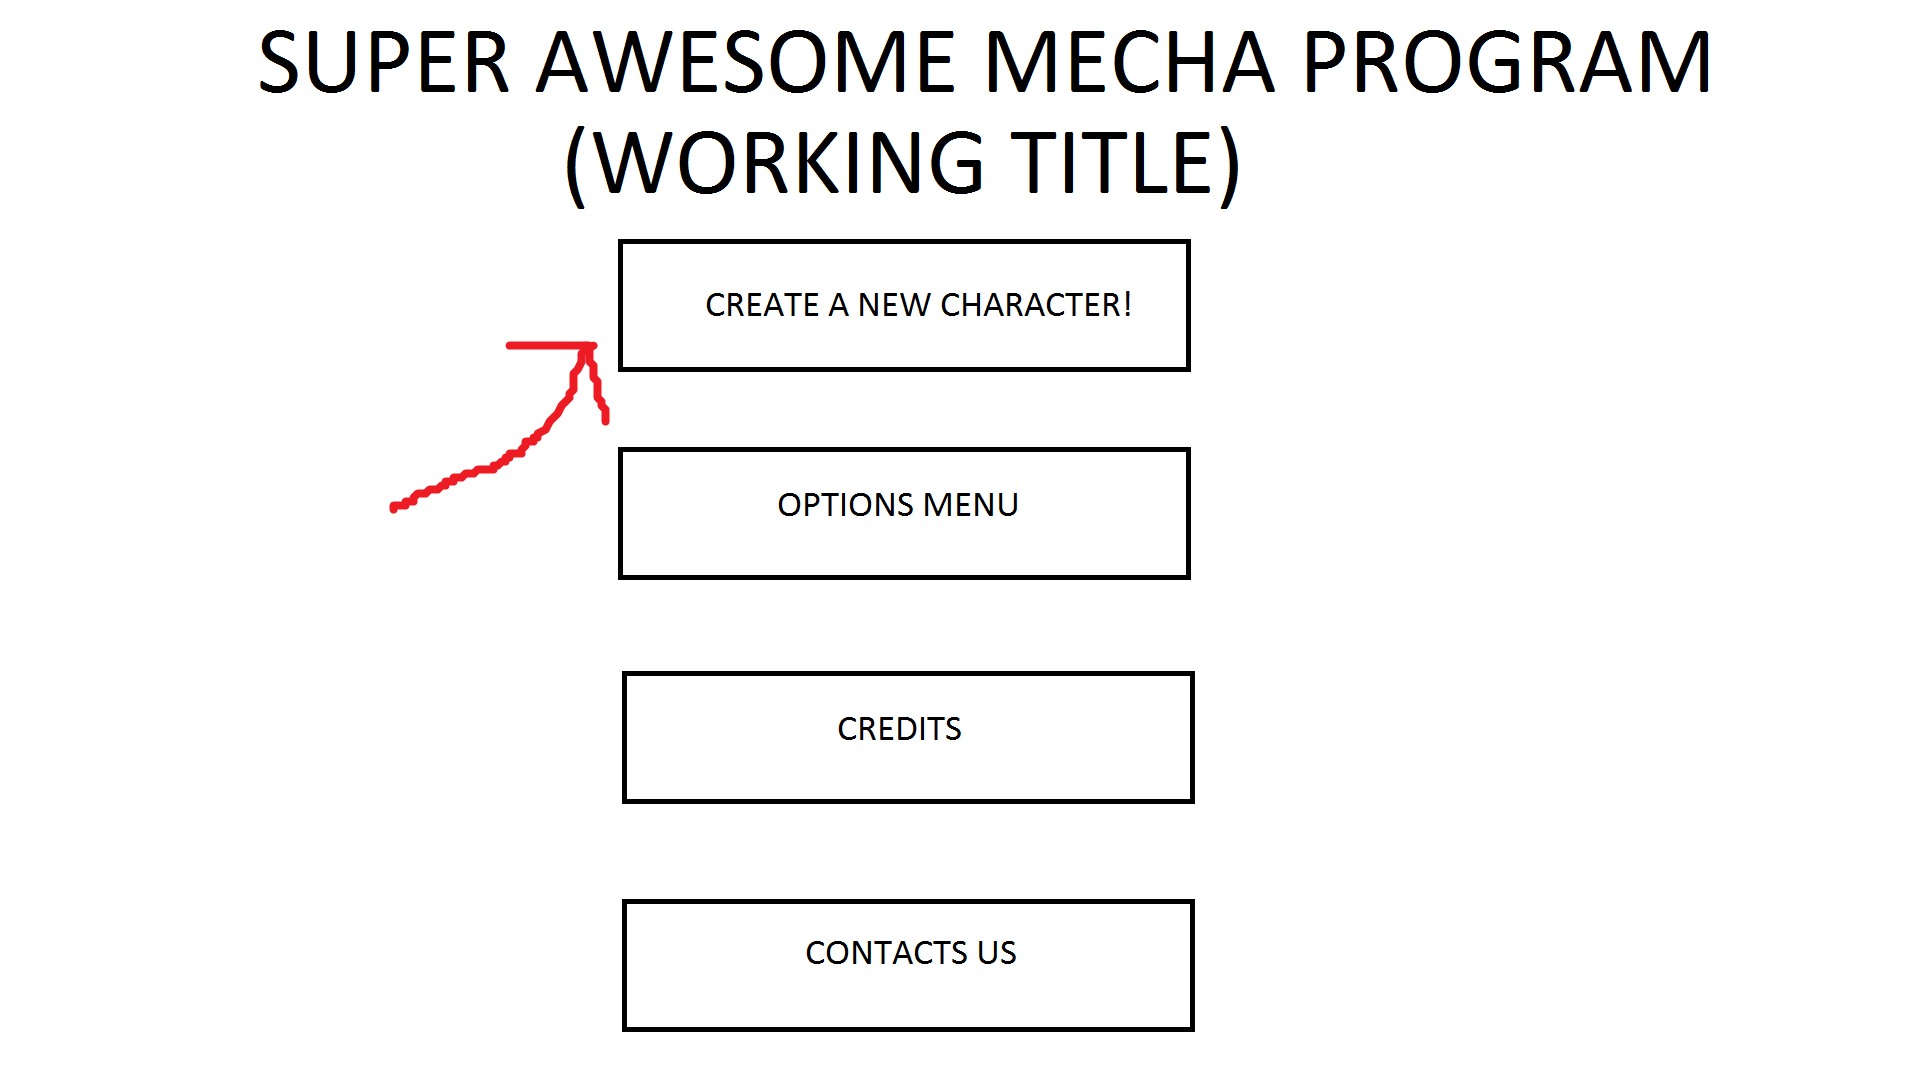 SUPER AWESOME MECHA PROGRAM
(WORKING TITLE)
CREATE A NEW CHARACTER!
OPTIONS MENU
CREDITS
CONTACTS US